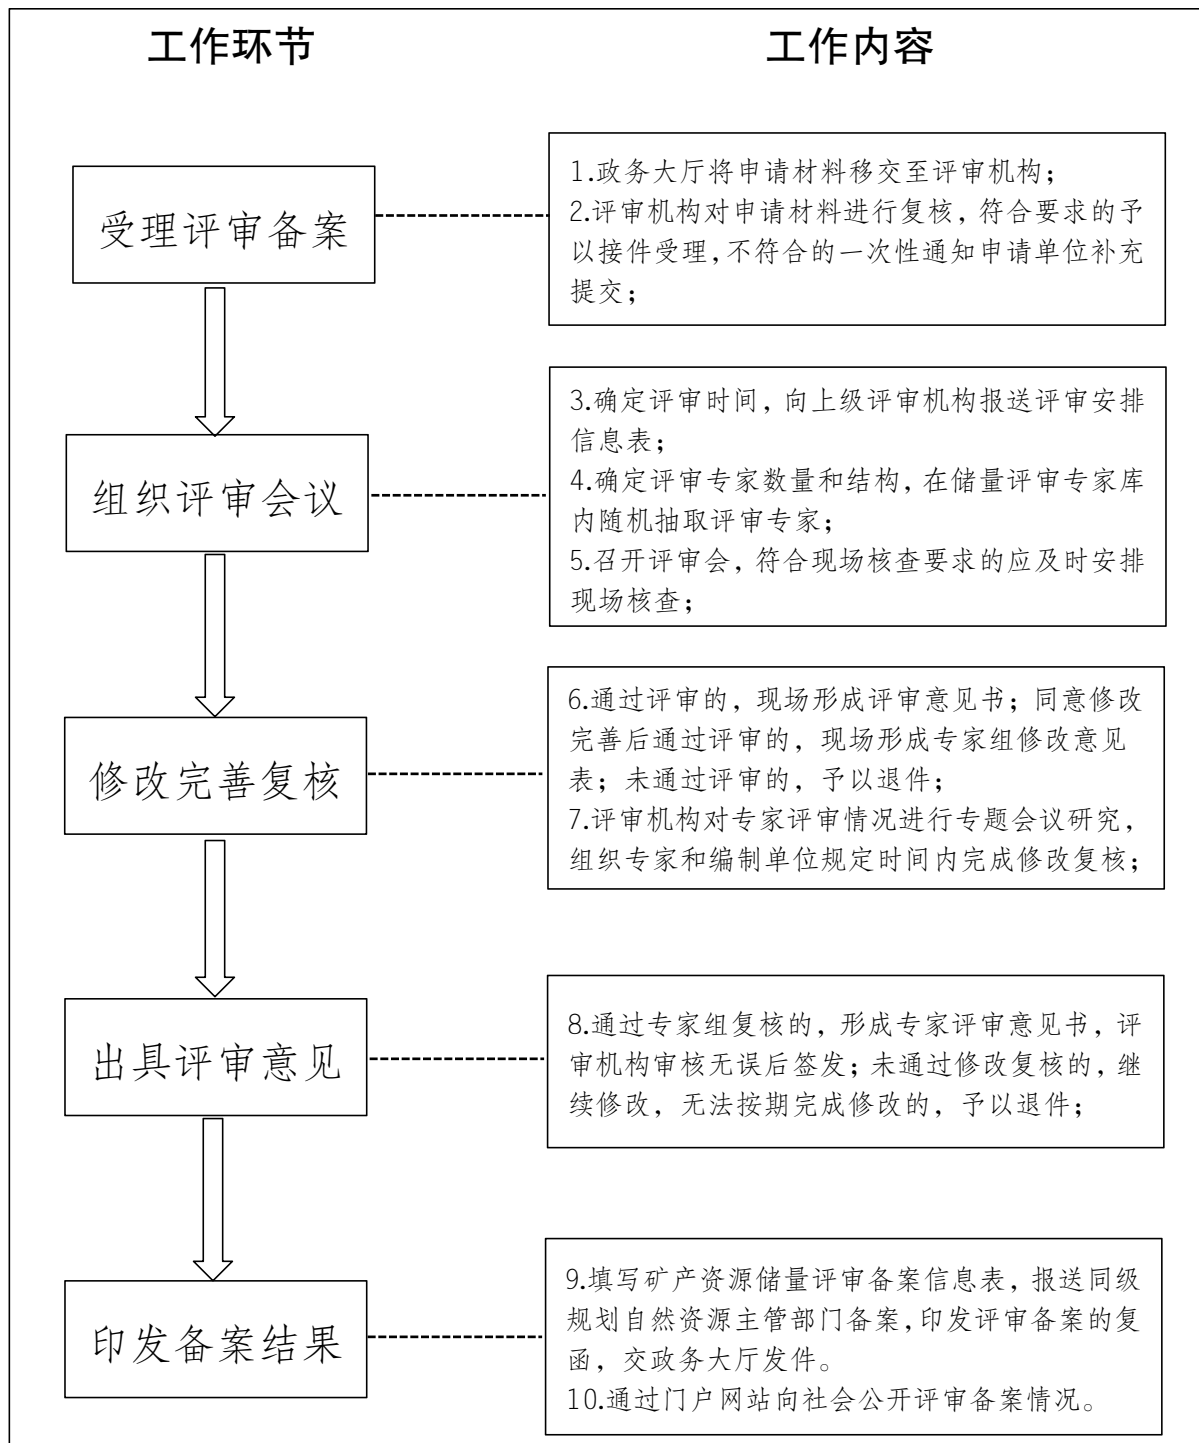 工作环节
工作内容
受理评审备案
1.政务大厅将申请材料移交至评审机构；
2.评审机构对申请材料进行复核，符合要求的予
以接件受理，不符合的一次性通知申请单位补充
提交；
组织评审会议
3.确定评审时间，向上级评审机构报送评审安排
信息表；
4.确定评审专家数量和结构，在储量评审专家库
内随机抽取评审专家；
5.召开评审会，符合现场核查要求的应及时安排
现场核查；
修改完善复核
6.通过评审的，现场形成评审意见书；同意修改
完善后通过评审的，现场形成专家组修改意见
表；未通过评审的，予以退件；
7.评审机构对专家评审情况进行专题会议研究，
组织专家和编制单位规定时间内完成修改复核；
出具评审意见
8.通过专家组复核的，形成专家评审意见书，评
审机构审核无误后签发；未通过修改复核的，继
续修改，无法按期完成修改的，予以退件；
印发备案结果
9.填写矿产资源储量评审备案信息表，报送同级
规划自然资源主管部门备案，印发评审备案的复
函，交政务大厅发件。
10.通过门户网站向社会公开评审备案情况。